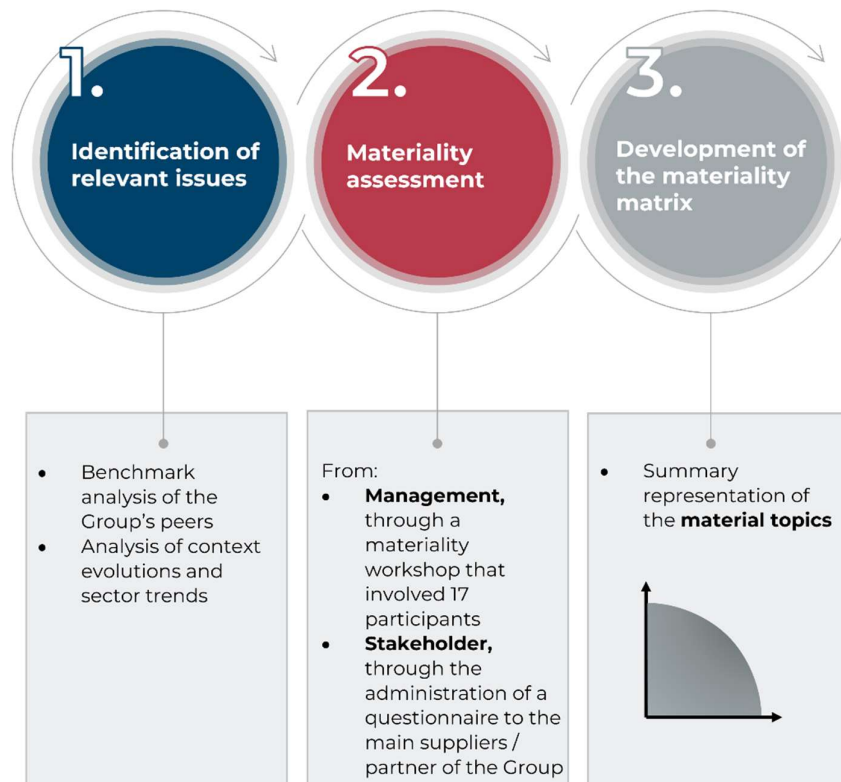 1.
Identification of
relevant issues
2.
Materiality
assessment
3.
Development of
the materiality
matrix
• Benchmark
analysis of the
Group's peers
• Analysis of context
evolutions and
sector trends
From:
• Management,
through a
materiality
workshop that
involved 17
participants
• Stakeholder,
through the
administration of a
questionnaire to the
main suppliers /
partner of the Group
• Summary
representation of
the material topics